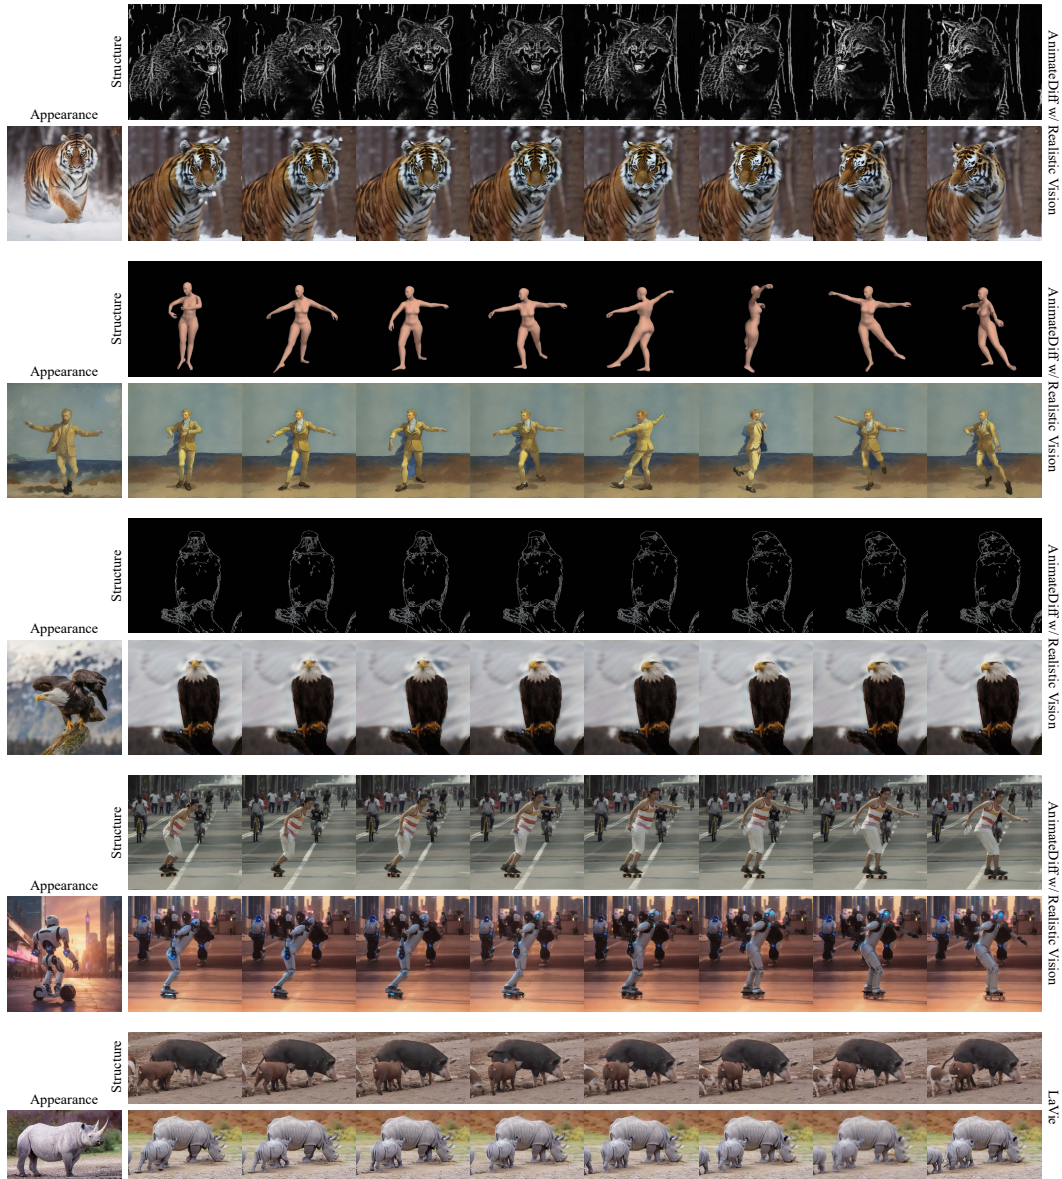 Structure
Appearance
AnimateDiff w/ Realistic Vision
Structure
Appearance
AnimateDiff w/ Realistic Vision
Structure
Appearance
AnimateDiff w/ Realistic Vision
Structure
Appearance
AnimateDiff w/ Realistic Vision
Structure
Appearance
LaVie